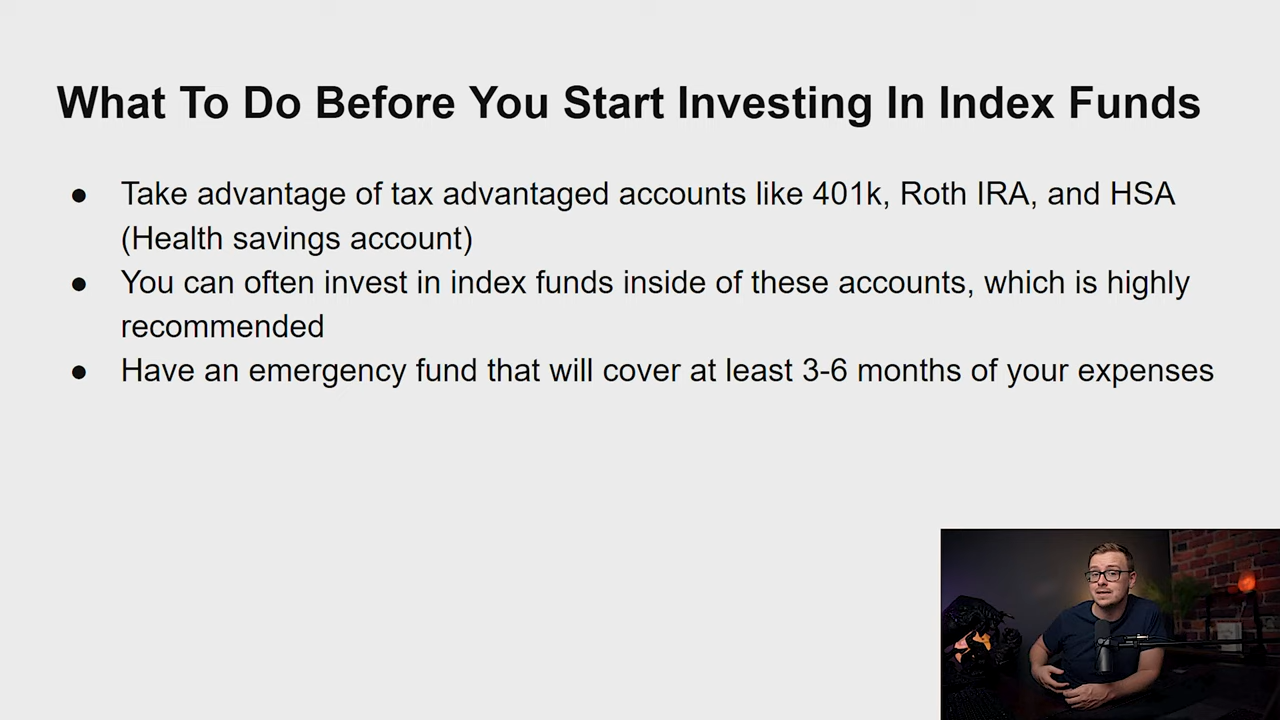 What To Do Before You Start Investing In Index Funds
● Take advantage of tax advantaged accounts like 401k, Roth IRA, and HSA
(Health savings account)
● You can often invest in index funds inside of these accounts, which is highly
recommended
● Have an emergency fund that will cover at least 3-6 months of your expenses